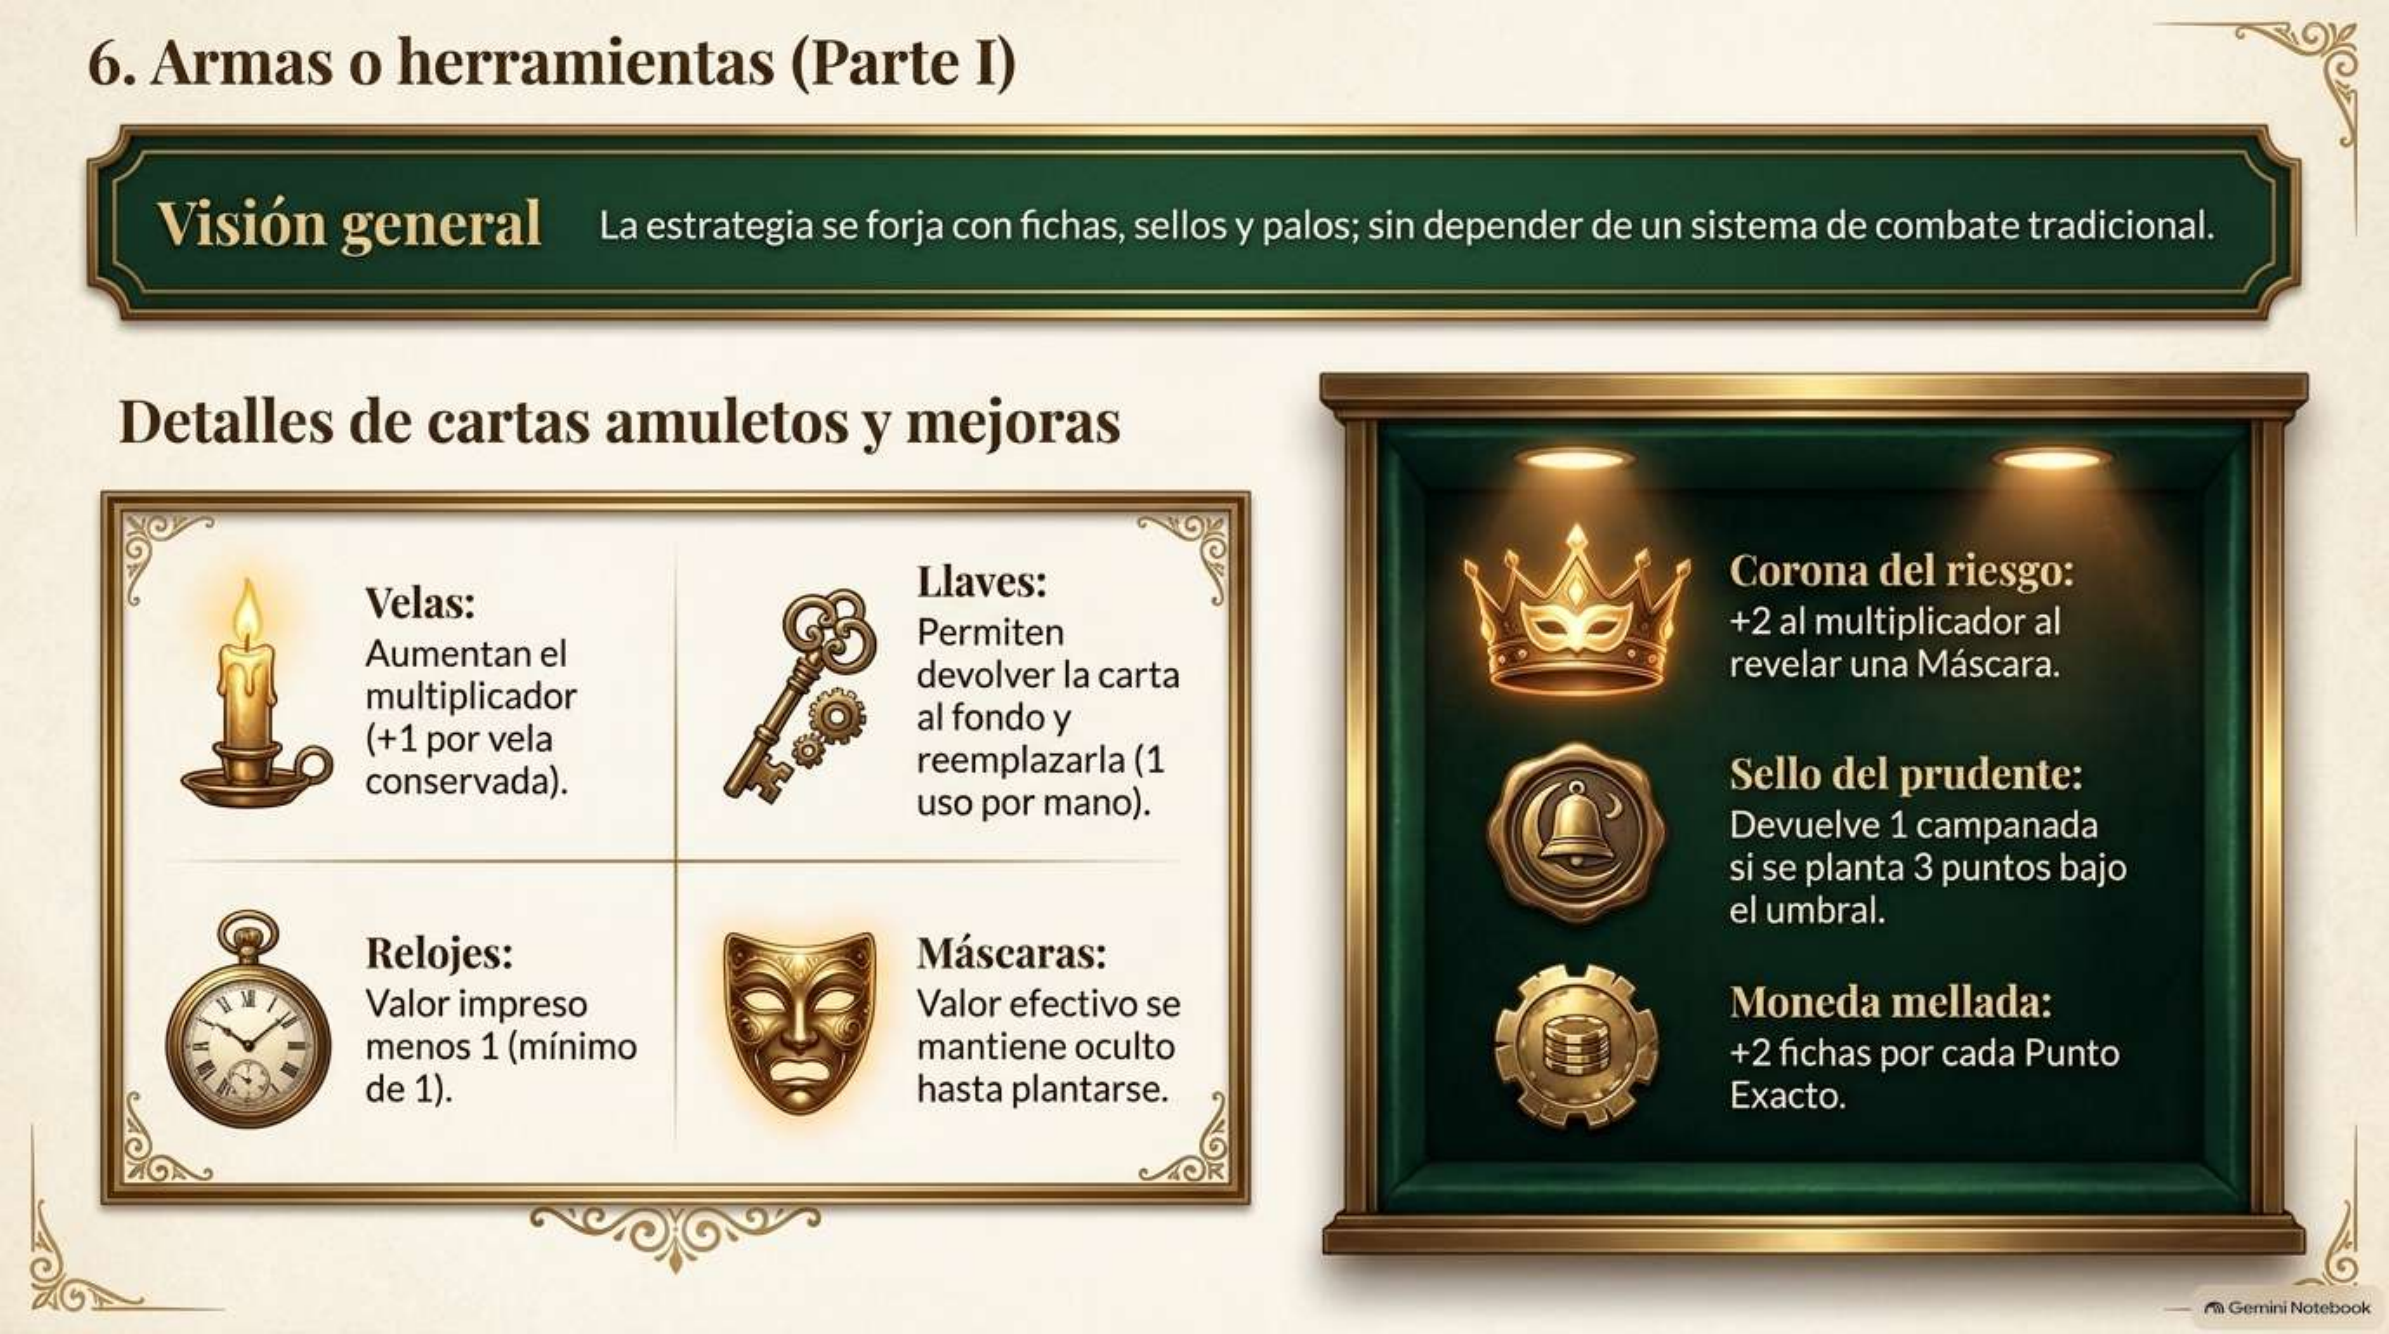 6. Armas o herramientas (Parte I)
Visión general
La estrategia se forja con fichas, sellos y palos; sin depender de un sistema de combate tradicional.
Detalles de cartas amuletos y mejoras
Velas:
Aumentan el
multiplicador
(+1 por vela
conservada).
Llaves:
Permiten
devolver la carta
al fondo y
reemplazarla (1
uso por mano).
Relojes:
Valor impreso
menos 1 (mínimo
de 1).
Máscaras:
Valor efectivo se
mantiene oculto
hasta plantarse.
Corona del riesgo:
+2 al multiplicador al
revelar una Máscara.
Sello del prudente:
Devuelve 1 campanada
si se planta 3 puntos bajo
el umbral.
Moneda mellada:
+2 fichas por cada Punto
Exacto.
Gemini Notebook